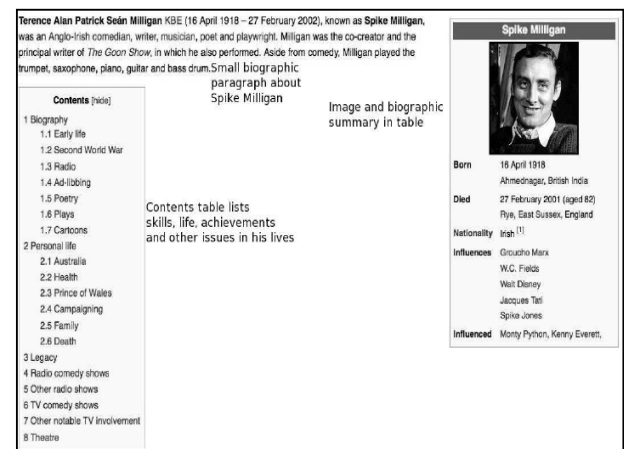 Terence Alan Patrick Seán Milligan KBE (16 April 1918 – 27 February 2002), known as Spike Milligan,
was an Anglo-Irish comedian, writer, musician, poet and playwright. Milligan was the co-creator and the
principal writer of The Goon Show, in which he also performed. Aside from comedy, Milligan played the
trumpet, saxophone, piano, guitar and bass drum.
Small biographic
paragraph about
Spike Milligan
Image and biographic
summary in table
Contents [hide]
1 Biography
1.1 Early life
1.2 Second World War
1.3 Radio
1.4 Ad-libbing
1.5 Poetry
1.6 Plays
1.7 Cartoons
2 Personal life
2.1 Australia
2.2 Health
2.3 Prince of Wales
2.4 Campaigning
2.5 Family
2.6 Death
3 Legacy
4 Radio comedy shows
5 Other radio shows
6 TV comedy shows
7 Other notable TV involvement
8 Theatre
Contents table lists
skills, life, achievements
and other issues in his lives
Spike Milligan
Born 16 April 1918
Ahmednagar, British India
Died 27 February 2001 (aged 82)
Rye, East Sussex, England
Nationality Irish [1]
Influences Groucho Marx
W.C. Fields
Walt Disney
Jacques Tati
Spike Jones
Influenced Monty Python, Kenny Everett,